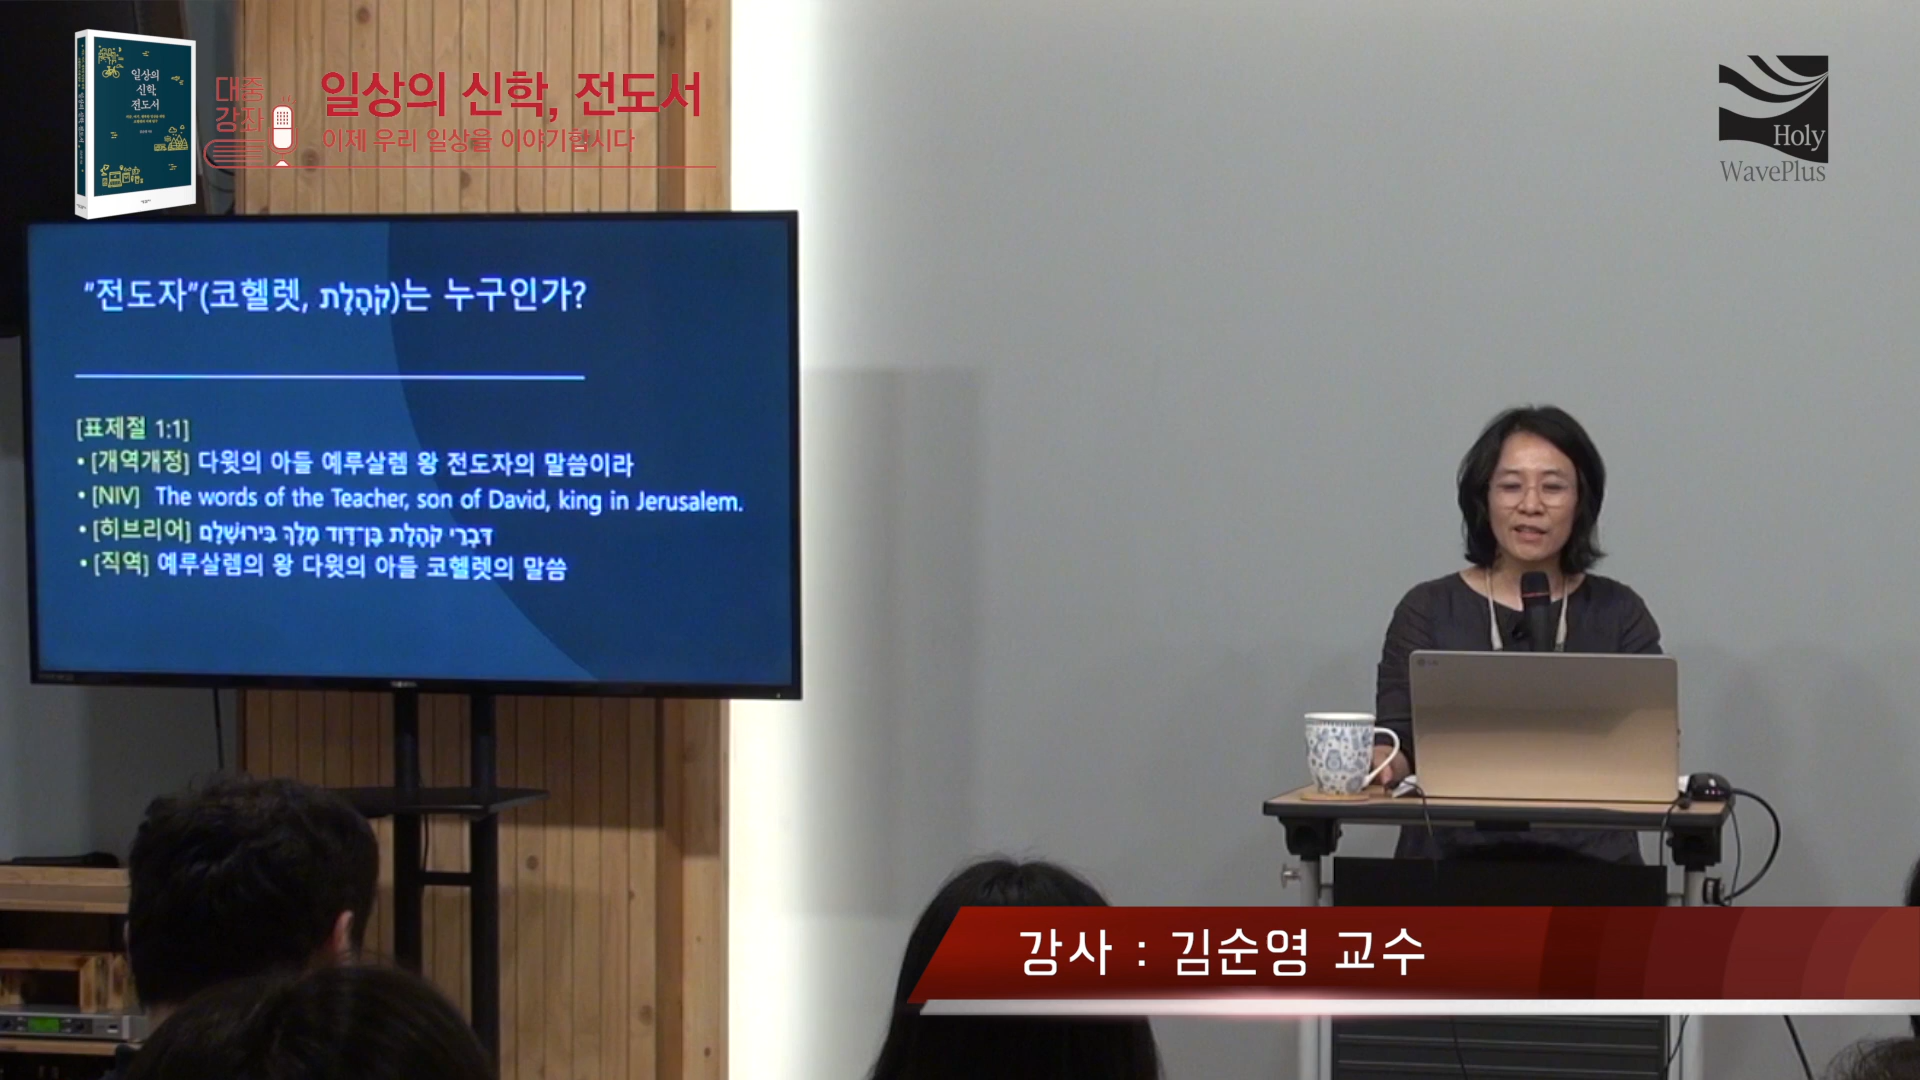 일상의
신학,
전도서
대중
강좌
일상의 신학, 전도서
이제 우리 일상을 이야기합시다
Holy
WavePlus
"전도자"(코헬렛, קֹהֶלֶת)는 누구인가?
[표제절 1:1]
• [개역개정] 다윗의 아들 예루살렘 왕 전도자의 말씀이라
• [NIV] The words of the Teacher, son of David, king in Jerusalem.
• [히브리어] דִּבְרֵי קֹהֶלֶת בֶּן־דָּוִד מֶלֶךְ בִּירוּשָׁלִָם
• [직역] 예루살렘의 왕 다윗의 아들 코헬렛의 말씀
강사 : 김순영 교수